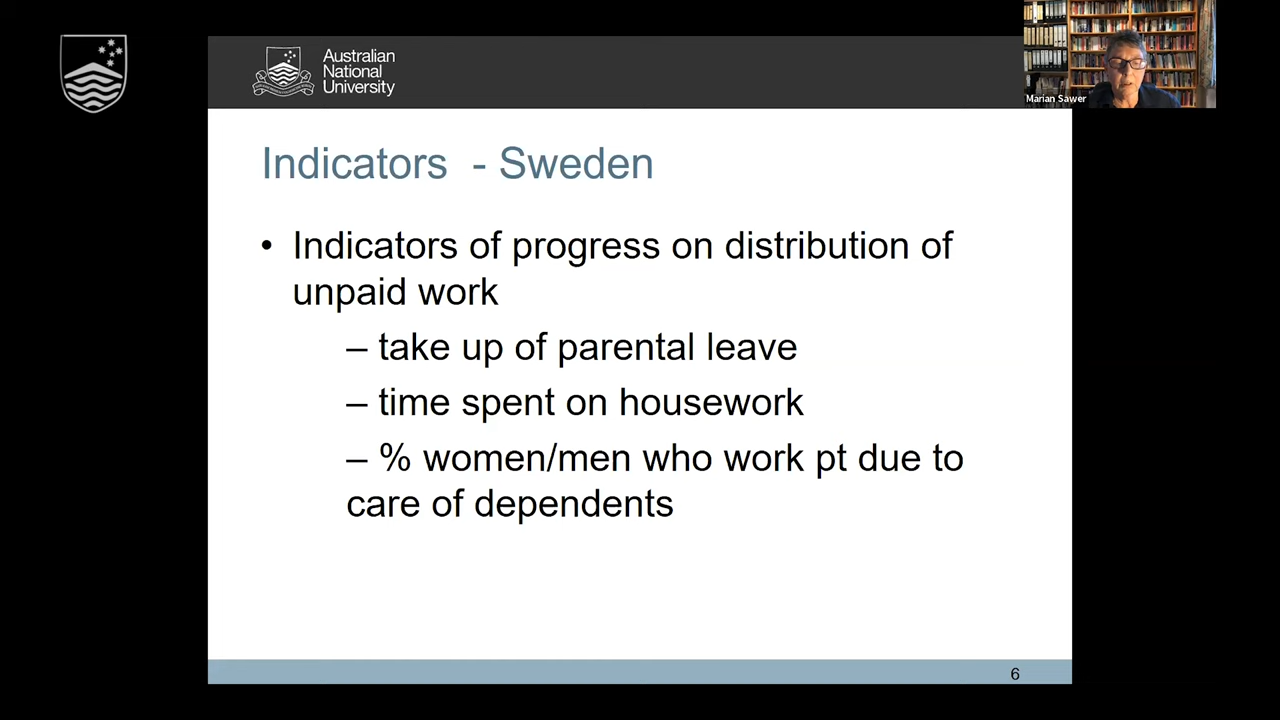 Australian
National
University
Marian Sawer
Indicators - Sweden
• Indicators of progress on distribution of
unpaid work
– take up of parental leave
– time spent on housework
– % women/men who work pt due to
care of dependents
6